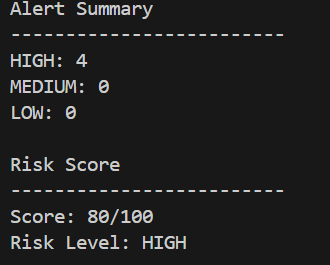 Alert Summary
-------------------------
HIGH: 4
MEDIUM: 0
LOW: 0
Risk Score
-------------------------
Score: 80/100
Risk Level: HIGH